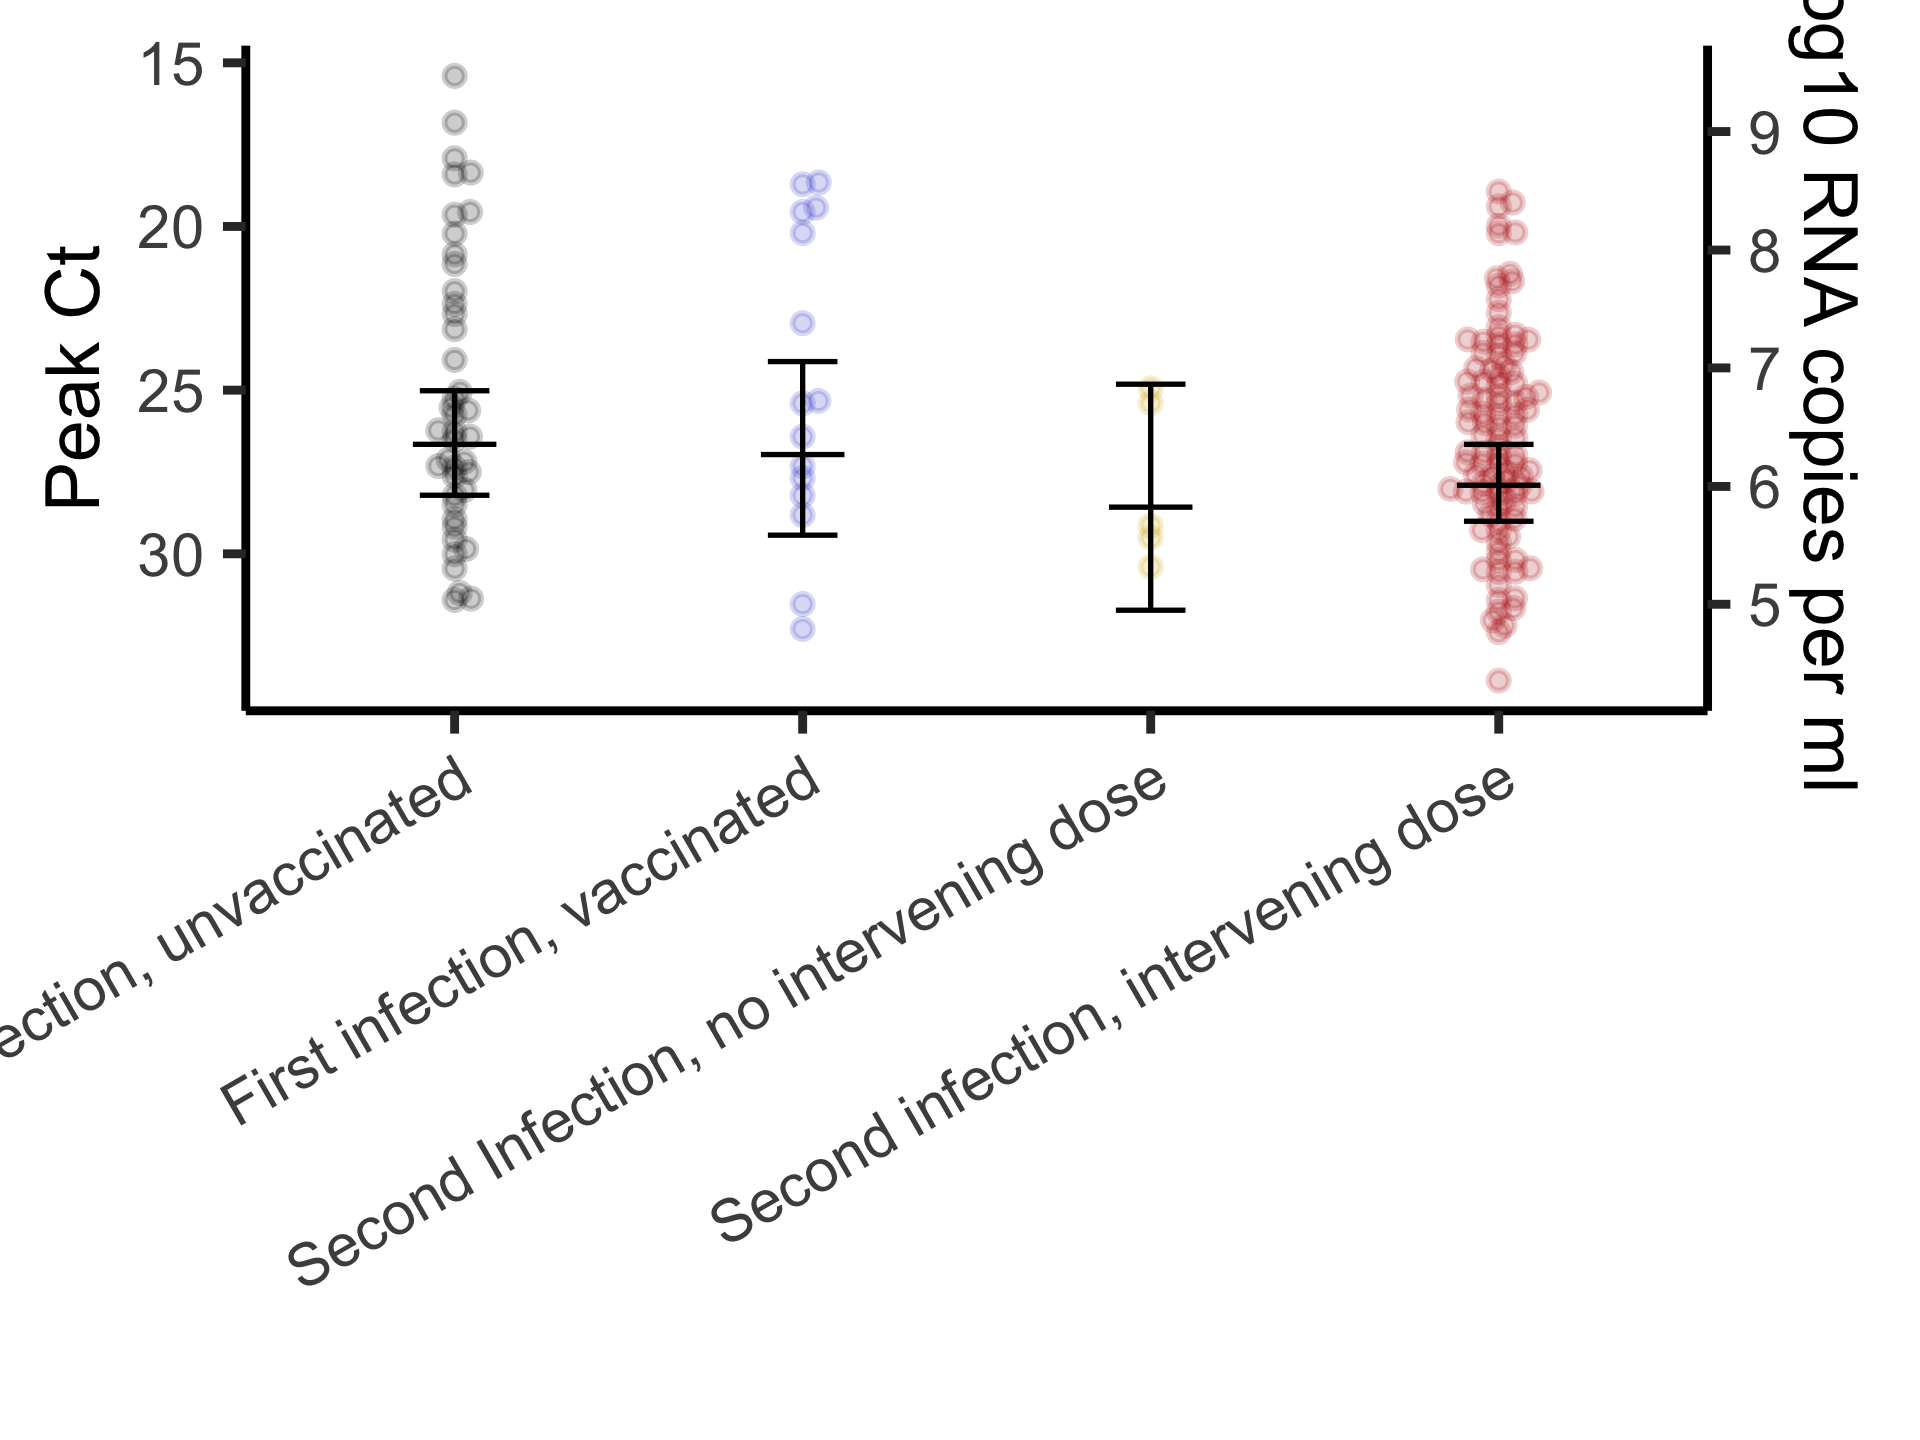 Peak Ct
15
20
25
30
9
8
7
6
5
og10 RNA copies per ml
ection, unvaccinated
First infection, vaccinated
Second Infection, no intervening dose
Second infection, intervening dose